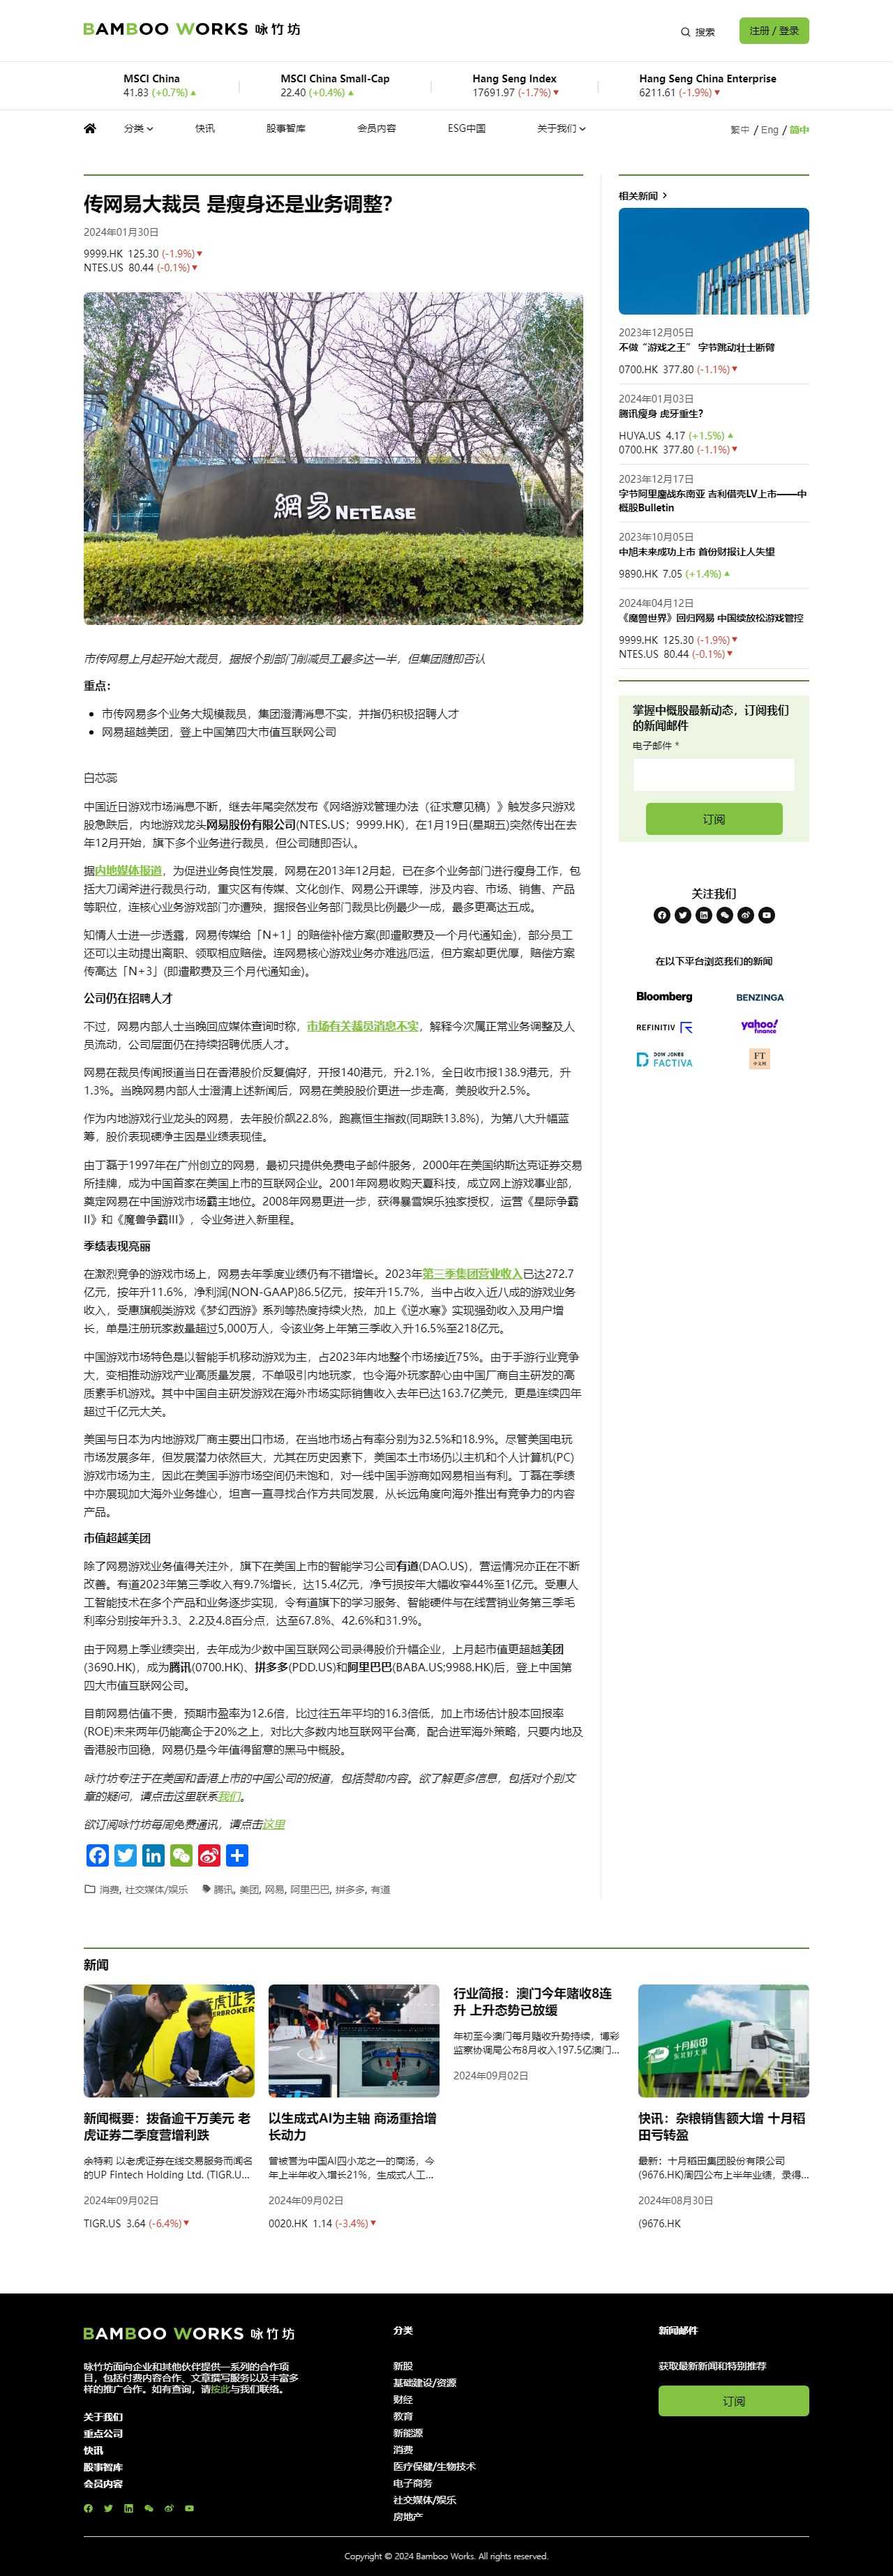 BAMBOO WORKS 咏竹坊
搜索
注册 / 登录
MSCI China
41.83 (+0.7%)
MSCI China Small-Cap
22.40 (+0.4%)
Hang Seng Index
17691.97 (-1.7%)
Hang Seng China Enterprise
6211.61 (-1.9%)
分类
快讯
股事智库
会员内容
ESG中国
关于我们
繁中 / Eng / 简中
传网易大裁员 是瘦身还是业务调整？
2024年01月30日
9999.HK 125.30 (-1.9%)
NTES.US 80.44 (-0.1%)
網易 NETEASE
市传网易上月起开始大裁员，据报个别部门削减员工最多达一半，但集团随即否认
重点：
市传网易多个业务大规模裁员，集团澄清消息不实，并指仍积极招聘人才
网易超越美团，登上中国第四大市值互联网公司
白芯蕊
中国近日游戏市场消息不断，继去年尾突然发布《网络游戏管理办法（征求意见稿）》触发多只游戏
股急跌后，内地游戏龙头网易股份有限公司(NTES.US；9999.HK)，在1月19日(星期五)突然传出在去
年12月开始，旗下多个业务进行裁员，但公司随即否认。
据内地媒体报道，为促进业务良性发展，网易在2013年12月起，已在多个业务部门进行瘦身工作，包
括大刀阔斧进行裁员行动，重灾区有传媒、文化创作、网易公开课等，涉及内容、市场、销售、产品
等职位，连核心业务游戏部门亦遭殃，据报各业务部门裁员比例最少一成，最多更高达五成。
知情人士进一步透露，网易传媒给「N+1」的赔偿补偿方案(即遣散费及一个月代通知金)，部分员工
还可以主动提出离职、领取相应赔偿。连网易核心游戏业务亦难逃厄运，但方案却更优厚，赔偿方案
传高达「N+3」(即遣散费及三个月代通知金)。
公司仍在招聘人才
不过，网易内部人士当晚回应媒体查询时称，市场有关裁员消息不实，解释今次属正常业务调整及人
员流动，公司层面仍在持续招聘优质人才。
网易在裁员传闻报道当日在香港股价反复偏好，开报140港元，升2.1%，全日收市报138.9港元，升
1.3%。当晚网易内部人士澄清上述新闻后，网易在美股股价更进一步走高，美股收升2.5%。
作为内地游戏行业龙头的网易，去年股价飙22.8%，跑赢恒生指数(同期跌13.8%)，为第八大升幅蓝
筹，股价表现硬净主因是业绩表现佳。
由丁磊于1997年在广州创立的网易，最初只提供免费电子邮件服务，2000年在美国纳斯达克证券交易
所挂牌，成为中国首家在美国上市的互联网企业。2001年网易收购天夏科技，成立网上游戏事业部，
奠定网易在中国游戏市场霸主地位。2008年网易更进一步，获得暴雪娱乐独家授权，运营《星际争霸
II》和《魔兽争霸III》，令业务进入新里程。
季绩表现亮丽
在激烈竞争的游戏市场上，网易去年季度业绩仍有不错增长。2023年第三季集团营业收入已达272.7
亿元，按年升11.6%，净利润(NON-GAAP)86.5亿元，按年升15.7%，当中占收入近八成的游戏业务
收入，受惠旗舰类游戏《梦幻西游》系列等热度持续火热，加上《逆水寒》实现强劲收入及用户增
长，单是注册玩家数量超过5,000万人，令该业务上年第三季收入升16.5%至218亿元。
中国游戏市场特色是以智能手机移动游戏为主，占2023年内地整个市场接近75%。由于手游行业竞争
大，变相推动游戏产业高质量发展，不单吸引内地玩家，也令海外玩家醉心由中国厂商自主研发的高
质素手机游戏。其中中国自主研发游戏在海外市场实际销售收入去年已达163.7亿美元，更是连续四年
超过千亿元大关。
美国与日本为内地游戏厂商主要出口市场，在当地市场占有率分别为32.5%和18.9%。尽管美国电玩
市场发展多年，但发展潜力依然巨大，尤其在历史因素下，美国本土市场仍以主机和个人计算机(PC)
游戏市场为主，因此在美国手游市场空间仍未饱和，对一线中国手游商如网易相当有利。丁磊在季绩
中亦展现加大海外业务雄心，坦言一直寻找合作方共同发展，从长远角度向海外推出有竞争力的内容
产品。
市值超越美团
除了网易游戏业务值得关注外，旗下在美国上市的智能学习公司有道(DAO.US)，营运情况亦正在不断
改善。有道2023年第三季收入有9.7%增长，达15.4亿元，净亏损按年大幅收窄44%至1亿元。受惠人
工智能技术在多个产品和业务逐步实现，令有道旗下的学习服务、智能硬件与在线营销业务第三季毛
利率分别按年升3.3、2.2及4.8百分点，达至67.8%、42.6%和31.9%。
由于网易上季业绩突出，去年成为少数中国互联网公司录得股价升幅企业，上月起市值更超越美团
(3690.HK)，成为腾讯(0700.HK)、拼多多(PDD.US)和阿里巴巴(BABA.US;9988.HK)后，登上中国第
四大市值互联网公司。
目前网易估值不贵，预期市盈率为12.6倍，比过往五年平均的16.3倍低，加上市场估计股本回报率
(ROE)未来两年仍能高企于20%之上，对比大多数内地互联网平台高，配合进军海外策略，只要内地及
香港股市回稳，网易仍是今年值得留意的黑马中概股。
咏竹坊专注于在美国和香港上市的中国公司的报道，包括赞助内容。欲了解更多信息，包括对个别文
章的疑问，请点击这里联系我们。
欲订阅咏竹坊每周免费通讯，请点击这里
消费, 社交媒体/娱乐
腾讯, 美团, 网易, 阿里巴巴, 拼多多, 有道
相关新闻
2023年12月05日
不做“游戏之王” 字节跳动壮士断臂
0700.HK 377.80 (-1.1%)
2024年01月03日
腾讯瘦身 虎牙重生？
HUYA.US 4.17 (+1.5%)
0700.HK 377.80 (-1.1%)
2023年12月17日
字节阿里鏖战东南亚 吉利借壳LV上市——中
概股Bulletin
2023年10月05日
中旭未来成功上市 首份财报让人失望
9890.HK 7.05 (+1.4%)
2024年04月12日
《魔兽世界》回归网易 中国续放松游戏管控
9999.HK 125.30 (-1.9%)
NTES.US 80.44 (-0.1%)
掌握中概股最新动态，订阅我们
的新闻邮件
电子邮件 *
订阅
关注我们
在以下平台浏览我们的新闻
Bloomberg
BENZINGA
REFINITIV
yahoo!
finance
DOW JONES
FACTIVA
FT
中文网
新闻
新闻概要：拨备逾千万美元 老
虎证券二季度营增利跌
余特莉 以老虎证券在线交易服务而闻名
的UP Fintech Holding Ltd. (TIGR.U...
2024年09月02日
TIGR.US 3.64 (-6.4%)
以生成式AI为主轴 商汤重拾增
长动力
曾被誉为中国AI四小龙之一的商汤，今
年上半年收入增长21%，生成式人工...
2024年09月02日
0020.HK 1.14 (-3.4%)
行业简报：澳门今年赌收8连
升 上升态势已放缓
年初至今澳门每月赌收升势持续，博彩
监察协调局公布8月收入197.5亿澳门...
2024年09月02日
快讯：杂粮销售额大增 十月稻
田亏转盈
最新：十月稻田集团股份有限公司
(9676.HK)周四公布上半年业绩，录得...
2024年08月30日
(9676.HK
BAMBOO WORKS 咏竹坊
咏竹坊面向企业和其他伙伴提供一系列的合作项
目，包括付费内容合作、文章撰写服务以及丰富多
样的推广合作。如有查询，请按此与我们联络。
关于我们
重点公司
快讯
股事智库
会员内容
分类
新股
基础建设/资源
财经
教育
新能源
消费
医疗保健/生物技术
电子商务
社交媒体/娱乐
房地产
新闻邮件
获取最新新闻和特别推荐
订阅
Copyright © 2024 Bamboo Works. All rights reserved.